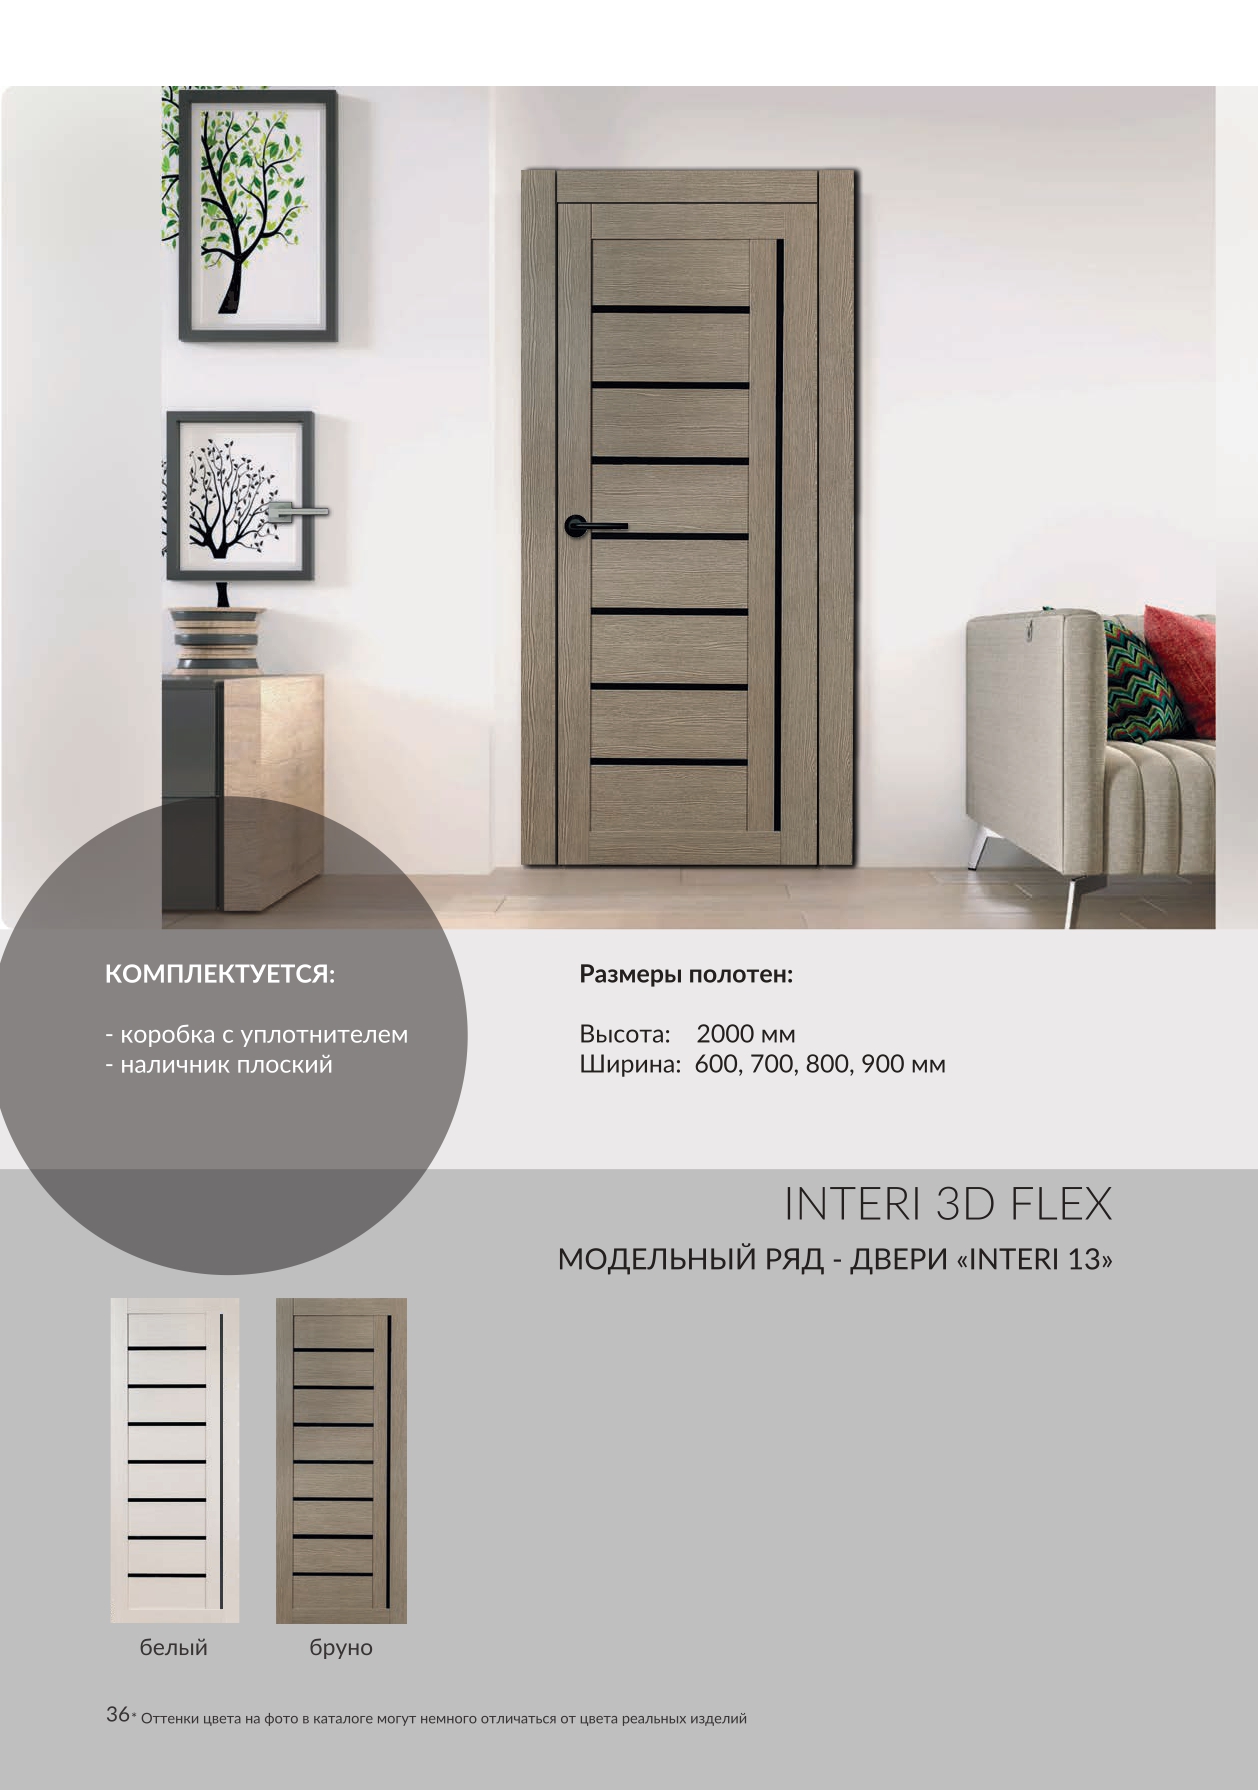 КОМПЛЕКТУЕТСЯ:
- коробка с уплотнителем
- наличник плоский
Размеры полотен:
Высота: 2000 мм
Ширина: 600, 700, 800, 900 мм
INTERI 3D FLEX
МОДЕЛЬНЫЙ РЯД - ДВЕРИ «INTERI 13»
белый
бруно
36* Оттенки цвета на фото в каталоге могут немного отличаться от цвета реальных изделий